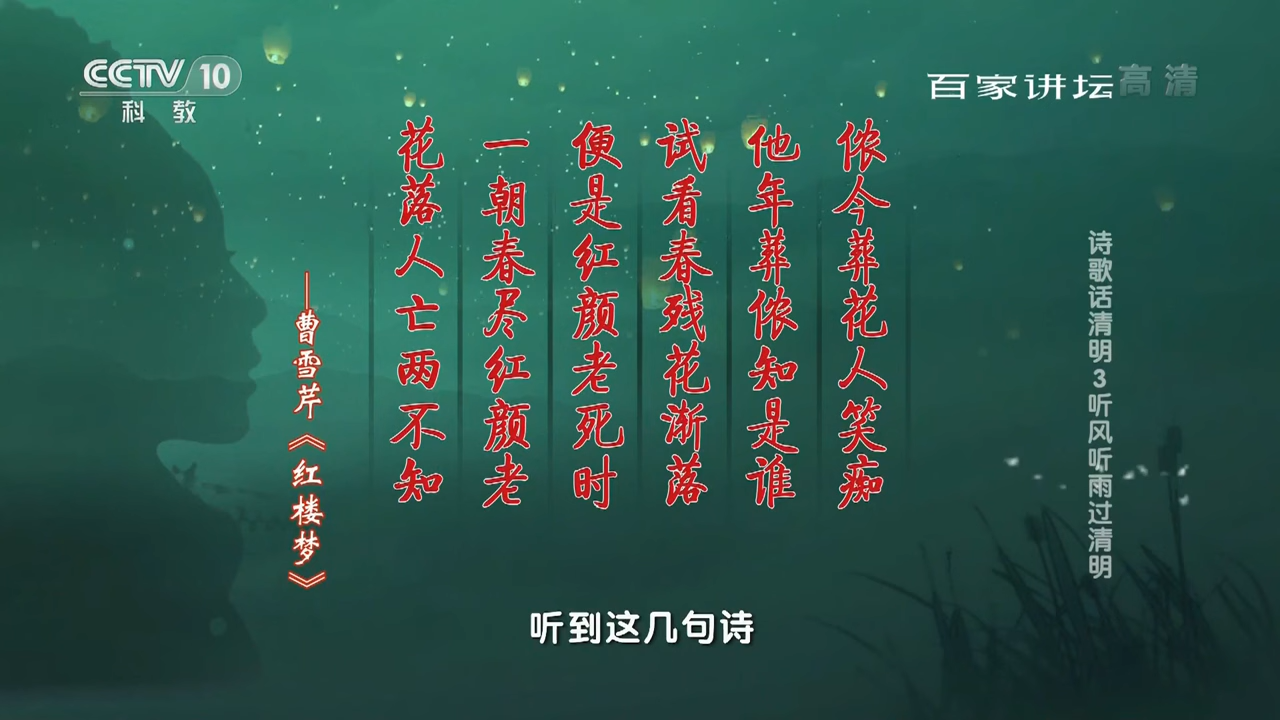 CCTV 10
科教
百家讲坛
高清
侬今葬花人笑痴
他年葬侬知是谁
试看春残花渐落
便是红颜老死时
一朝春尽红颜老
花落人亡两不知
——曹雪芹《红楼梦》
诗歌话清明3听风听雨过清明
听到这几句诗